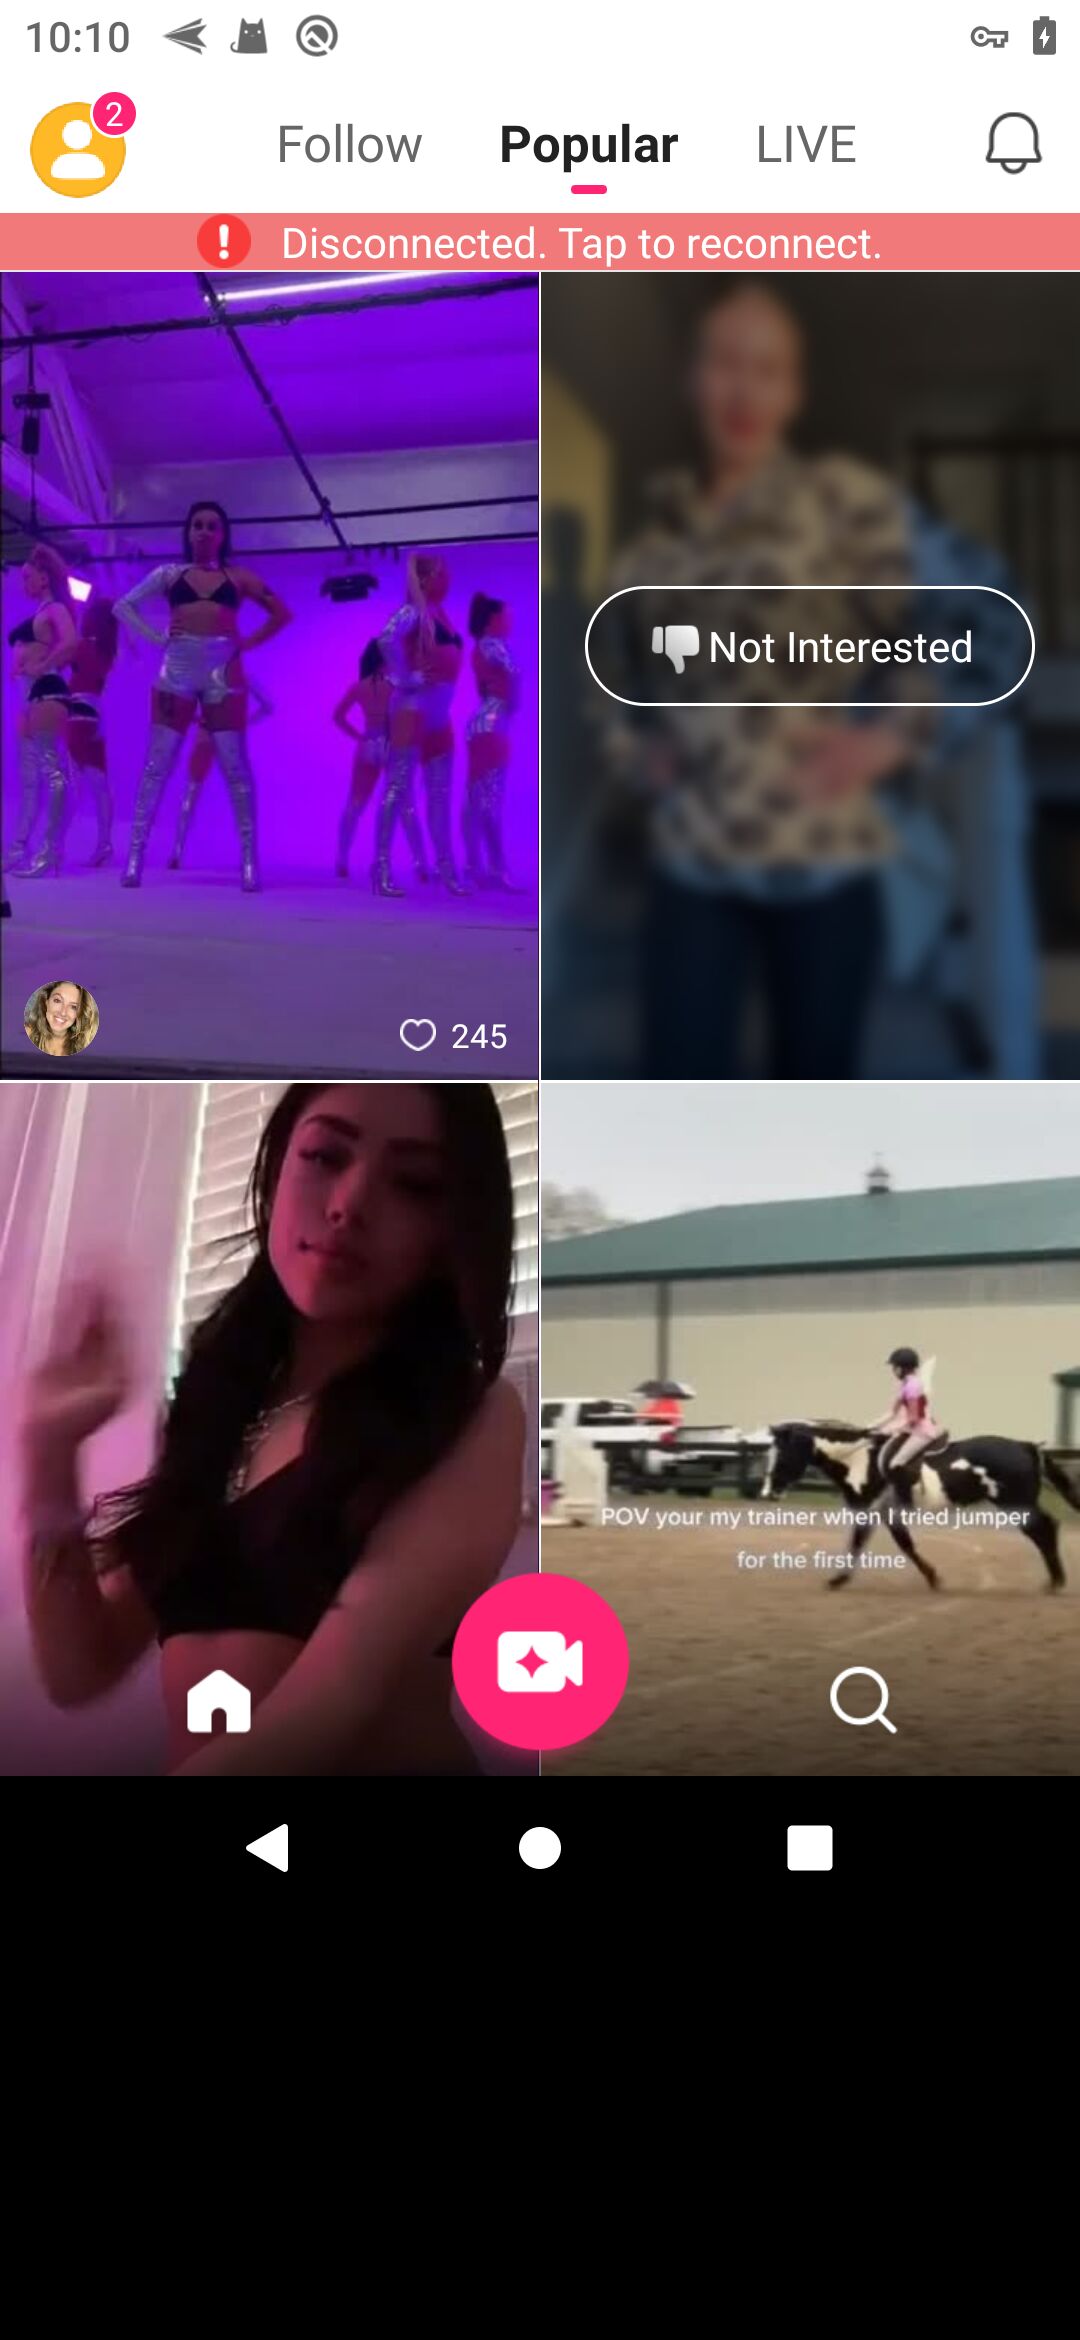 10:10
2
Follow Popular LIVE
Disconnected. Tap to reconnect.
Not Interested
245
POV your my trainer when I tried jumper
for the first time